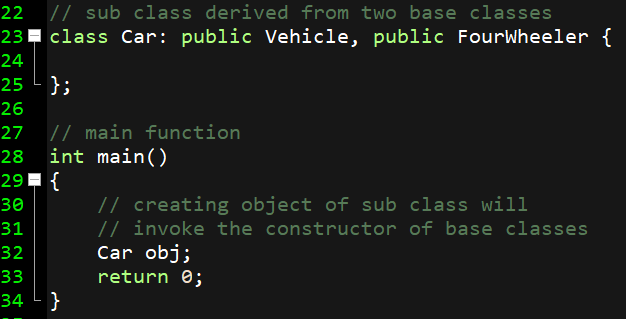 22 // sub class derived from two base classes
23 class Car: public Vehicle, public FourWheeler {
24
25 };
26
27 // main function
28 int main()
29 {
30     // creating object of sub class will
31     // invoke the constructor of base classes
32     Car obj;
33     return 0;
34 }